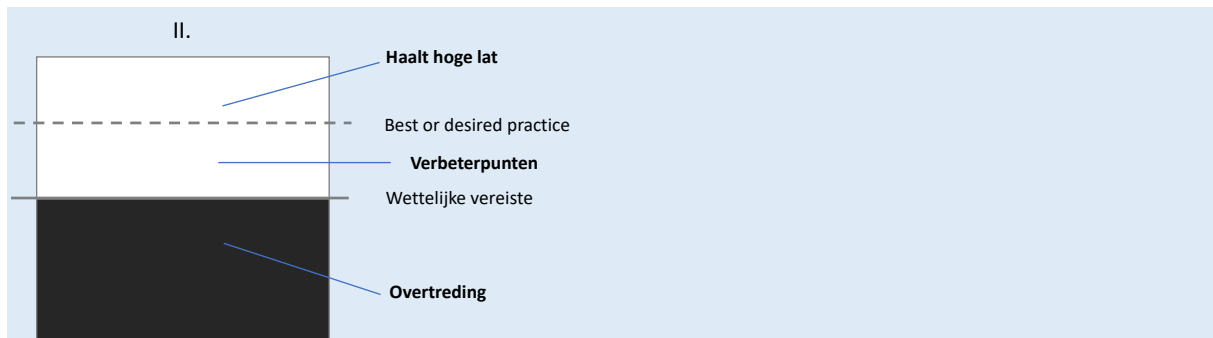 II.
Haalt hoge lat
Best or desired practice
Verbeterpunten
Wettelijke vereiste
Overtreding